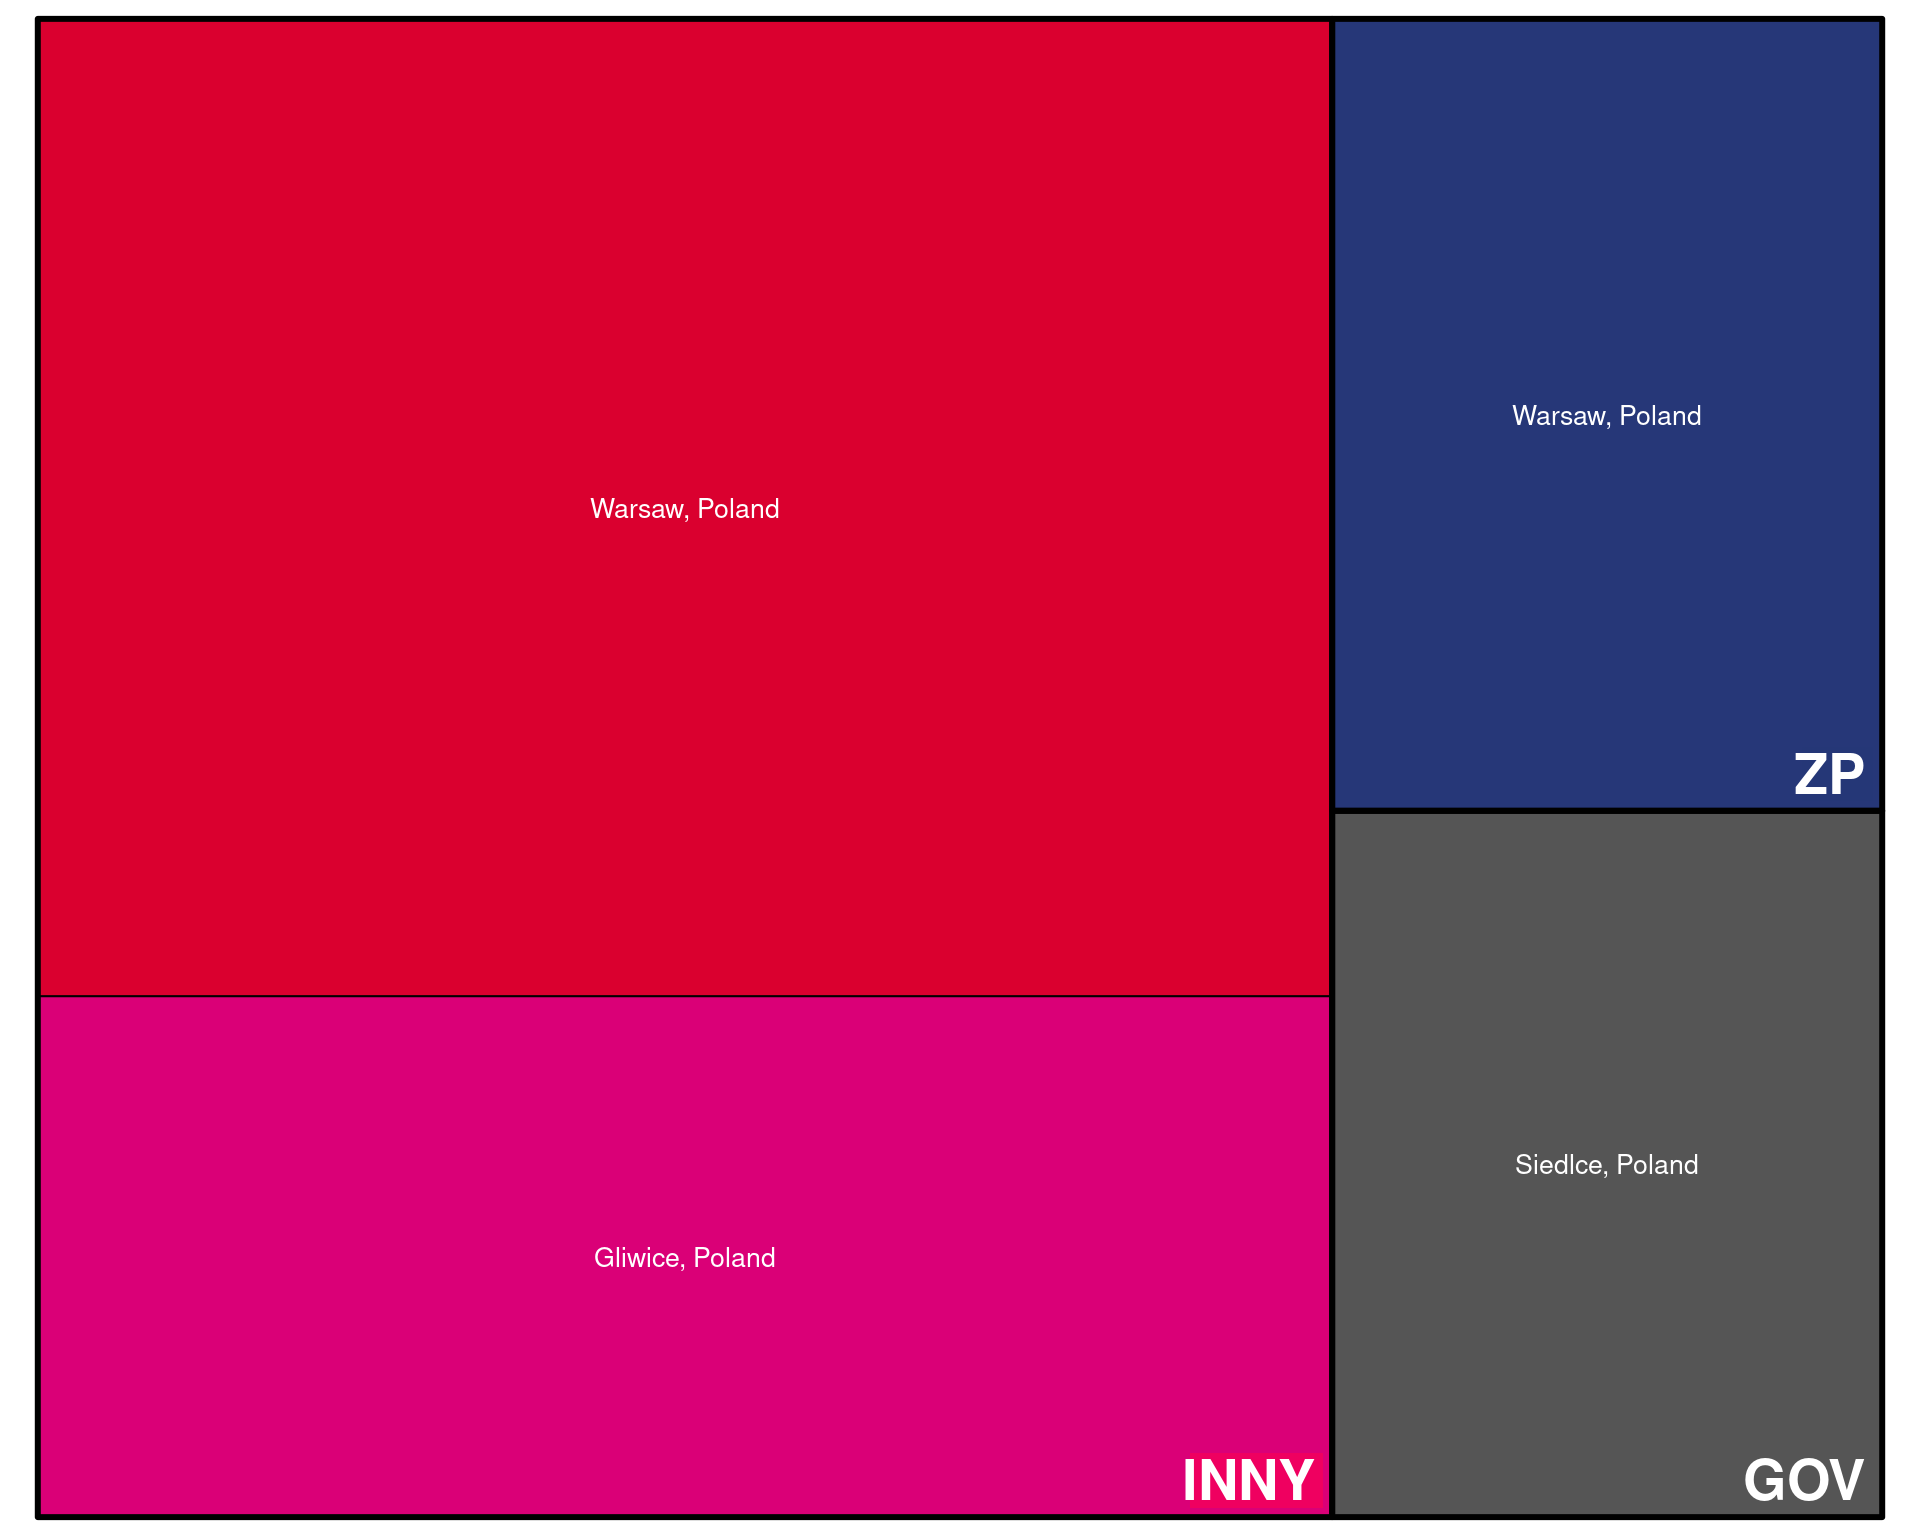 Warsaw, Poland
Gliwice, Poland
INNY
Warsaw, Poland
ZP
Siedlce, Poland
GOV